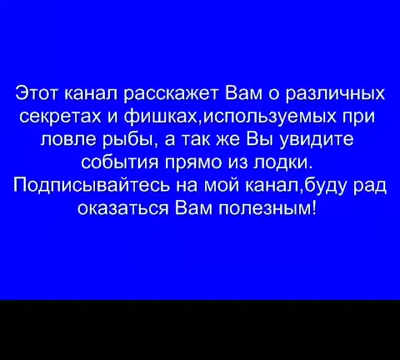 Этот канал расскажет Вам о различных
секретах и фишках,используемых при
ловле рыбы, а так же Вы увидите
события прямо из лодки.
Подписывайтесь на мой канал,буду рад
оказаться Вам полезным!